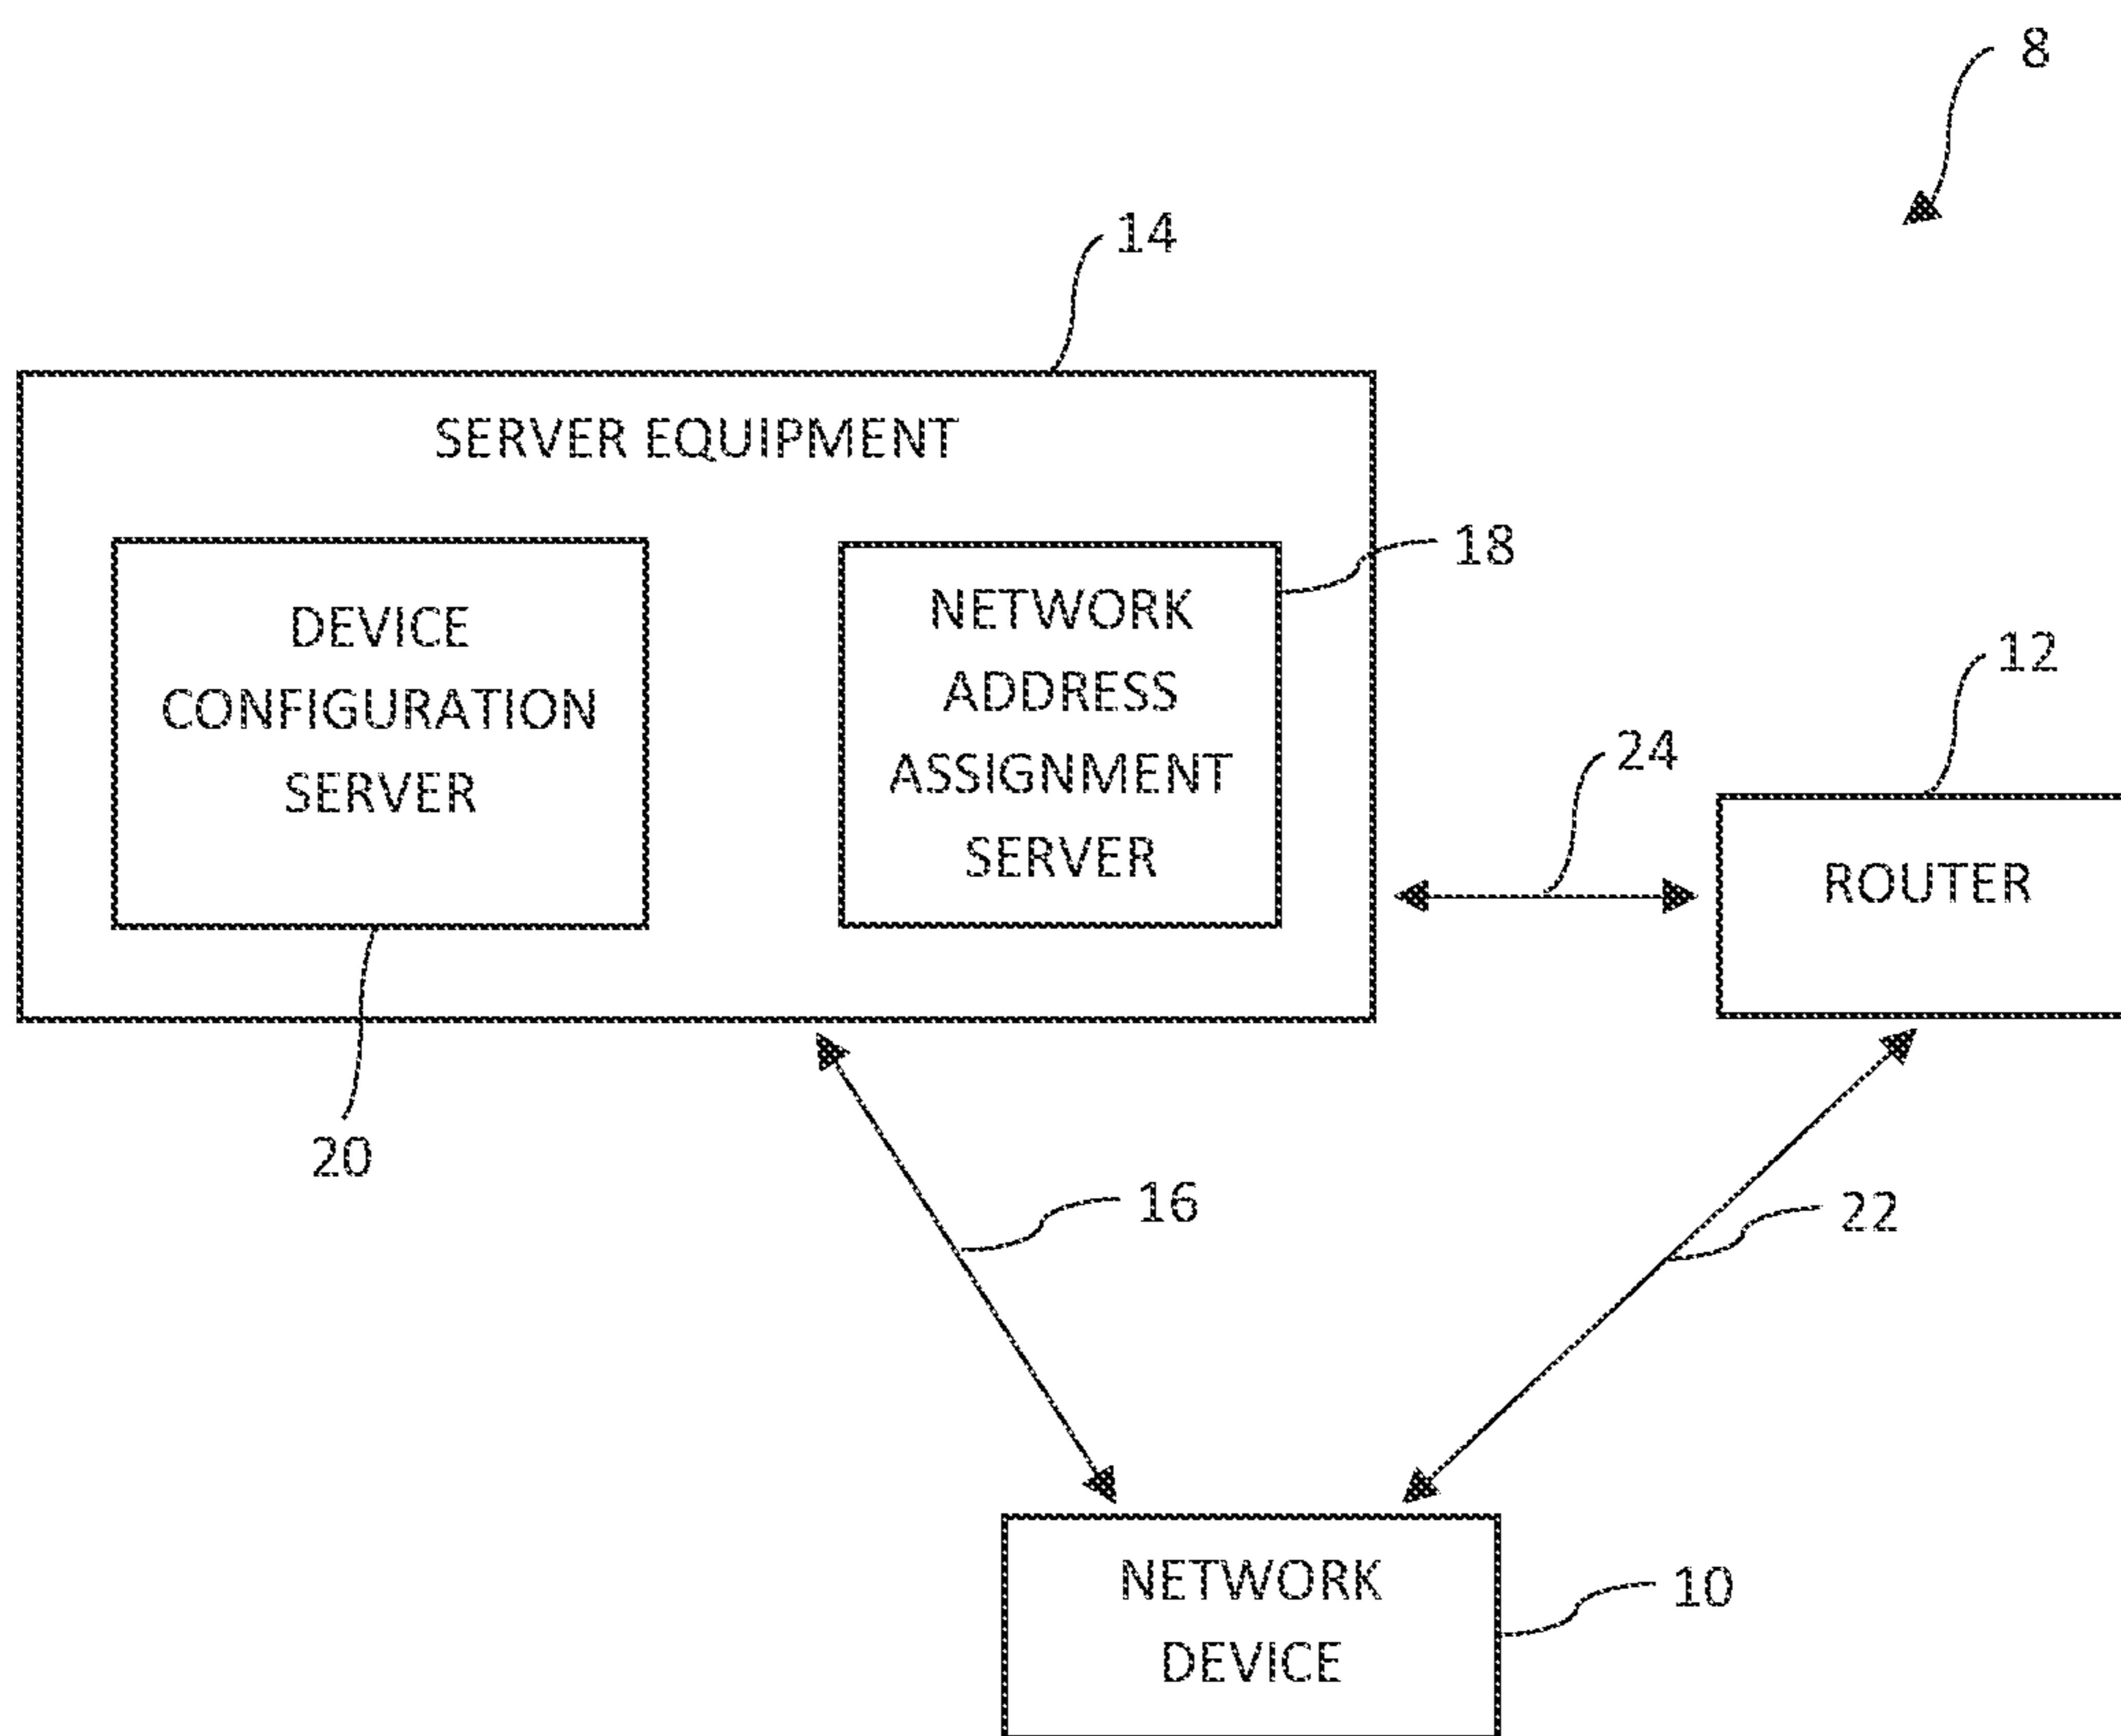 8
14
SERVER EQUIPMENT
18
DEVICE
CONFIGURATION
SERVER
NETWORK
ADDRESS
ASSIGNMENT
SERVER
12
24
ROUTER
20
16
22
NETWORK
DEVICE
10